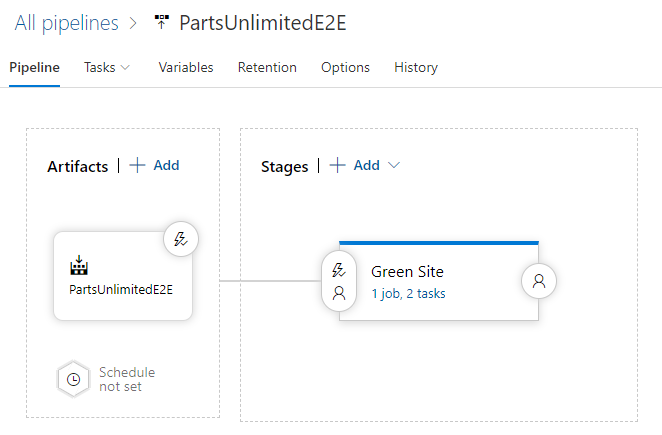 All pipelines > PartsUnlimitedE2E
Pipeline Tasks Variables Retention Options History
Artifacts | + Add
Stages | + Add
PartsUnlimitedE2E
Schedule
not set
Green Site
1 job, 2 tasks